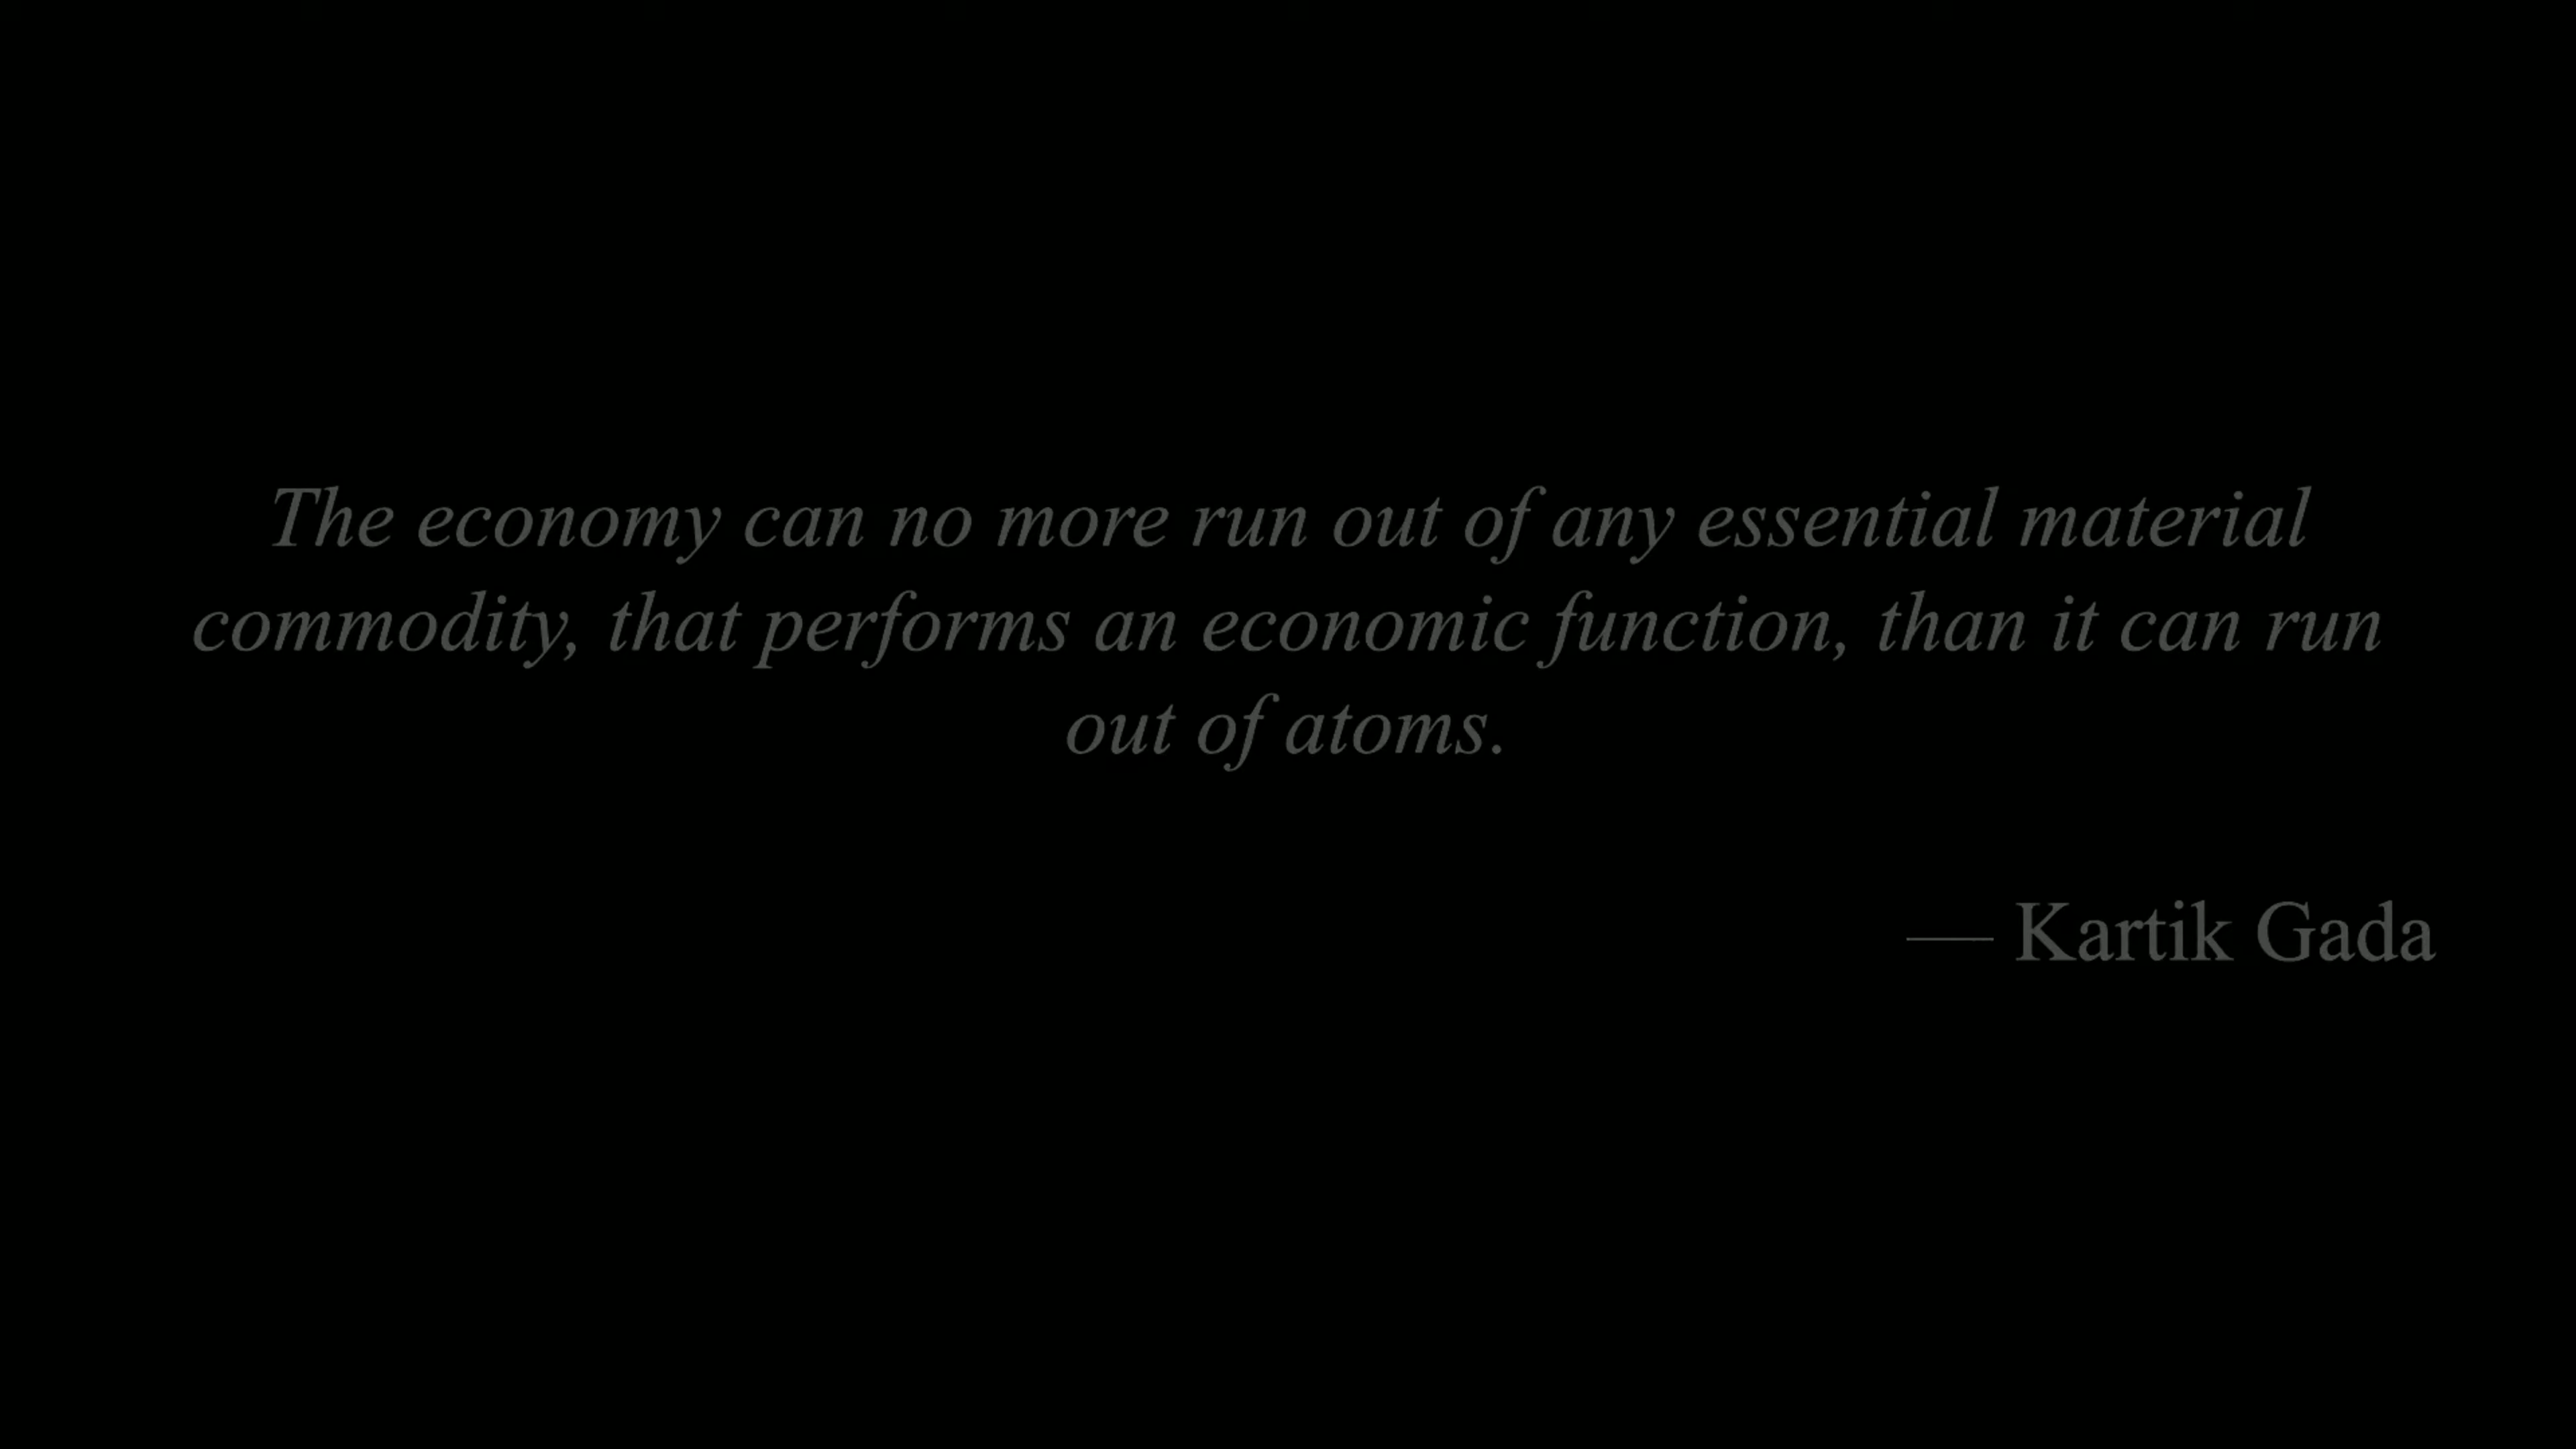 The economy can no more run out of any essential material
commodity, that performs an economic function, than it can run
out of atoms.
— Kartik Gada